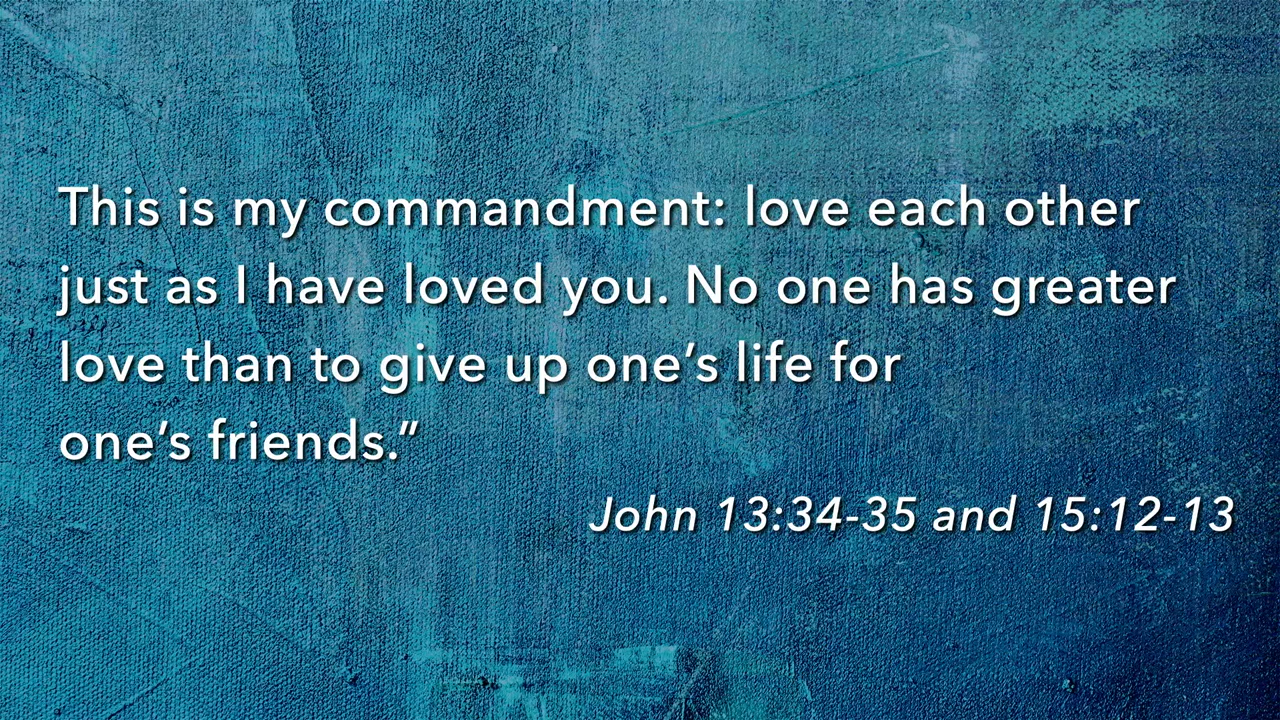 This is my commandment: love each other
just as I have loved you. No one has greater
love than to give up one’s life for
one’s friends.”
John 13:34-35 and 15:12-13